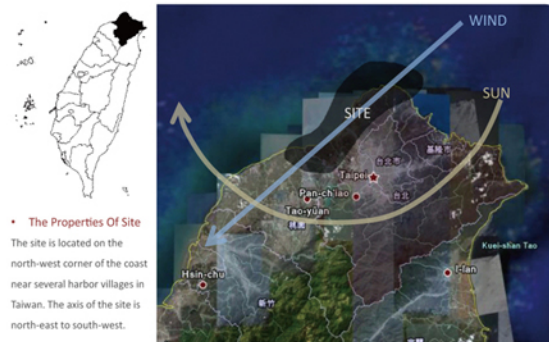 WIND
SUN
SITE
基隆市
台北市
Taipei
台北
Pan-ch'iao
Tao-yüan
桃園
Kuei-shan Tao
I-lan
Hsin-chu
新竹
• The Properties Of Site
The site is located on the
north-west corner of the coast
near several harbor villages in
Taiwan. The axis of the site is
north-east to south-west.